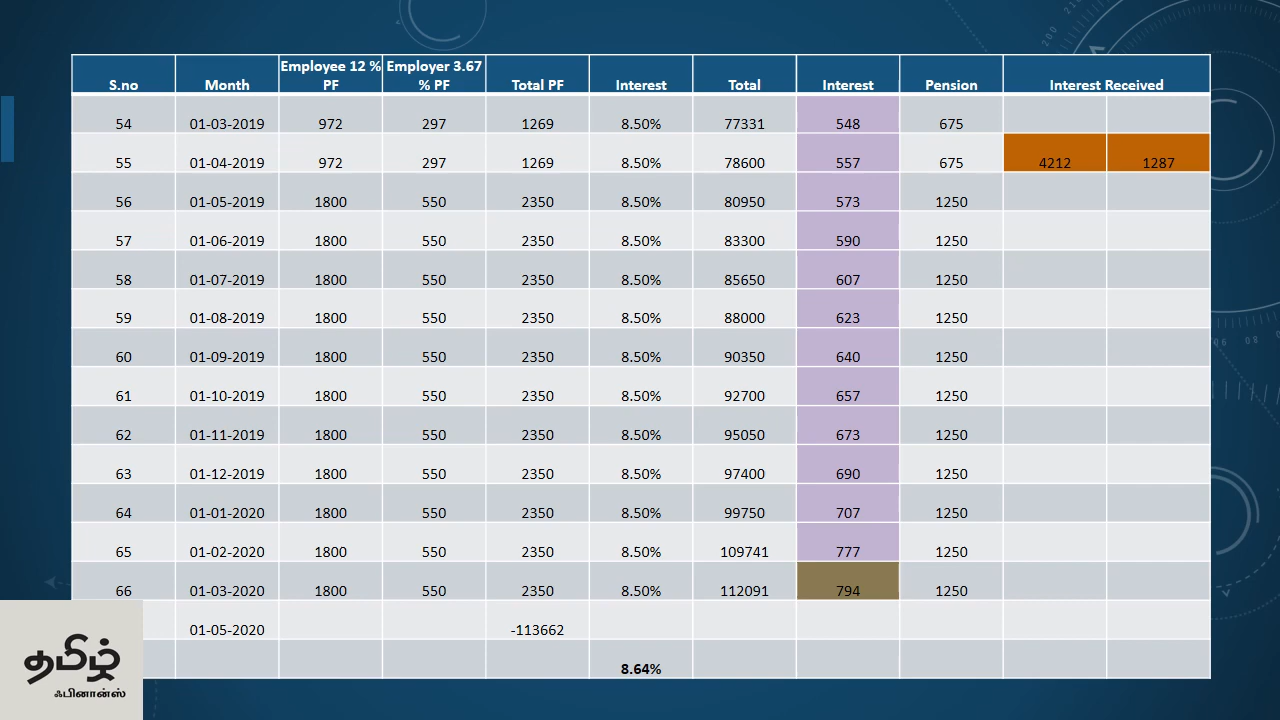 S.no Month Employee 12 % PF Employer 3.67 % PF Total PF Interest Total Interest Pension Interest Received
54 01-03-2019 972 297 1269 8.50% 77331 548 675
55 01-04-2019 972 297 1269 8.50% 78600 557 675 4212 1287
56 01-05-2019 1800 550 2350 8.50% 80950 573 1250
57 01-06-2019 1800 550 2350 8.50% 83300 590 1250
58 01-07-2019 1800 550 2350 8.50% 85650 607 1250
59 01-08-2019 1800 550 2350 8.50% 88000 623 1250
60 01-09-2019 1800 550 2350 8.50% 90350 640 1250
61 01-10-2019 1800 550 2350 8.50% 92700 657 1250
62 01-11-2019 1800 550 2350 8.50% 95050 673 1250
63 01-12-2019 1800 550 2350 8.50% 97400 690 1250
64 01-01-2020 1800 550 2350 8.50% 99750 707 1250
65 01-02-2020 1800 550 2350 8.50% 109741 777 1250
66 01-03-2020 1800 550 2350 8.50% 112091 794 1250
01-05-2020 -113662
8.64%
தமிழ்
ஃபினான்ஸ்